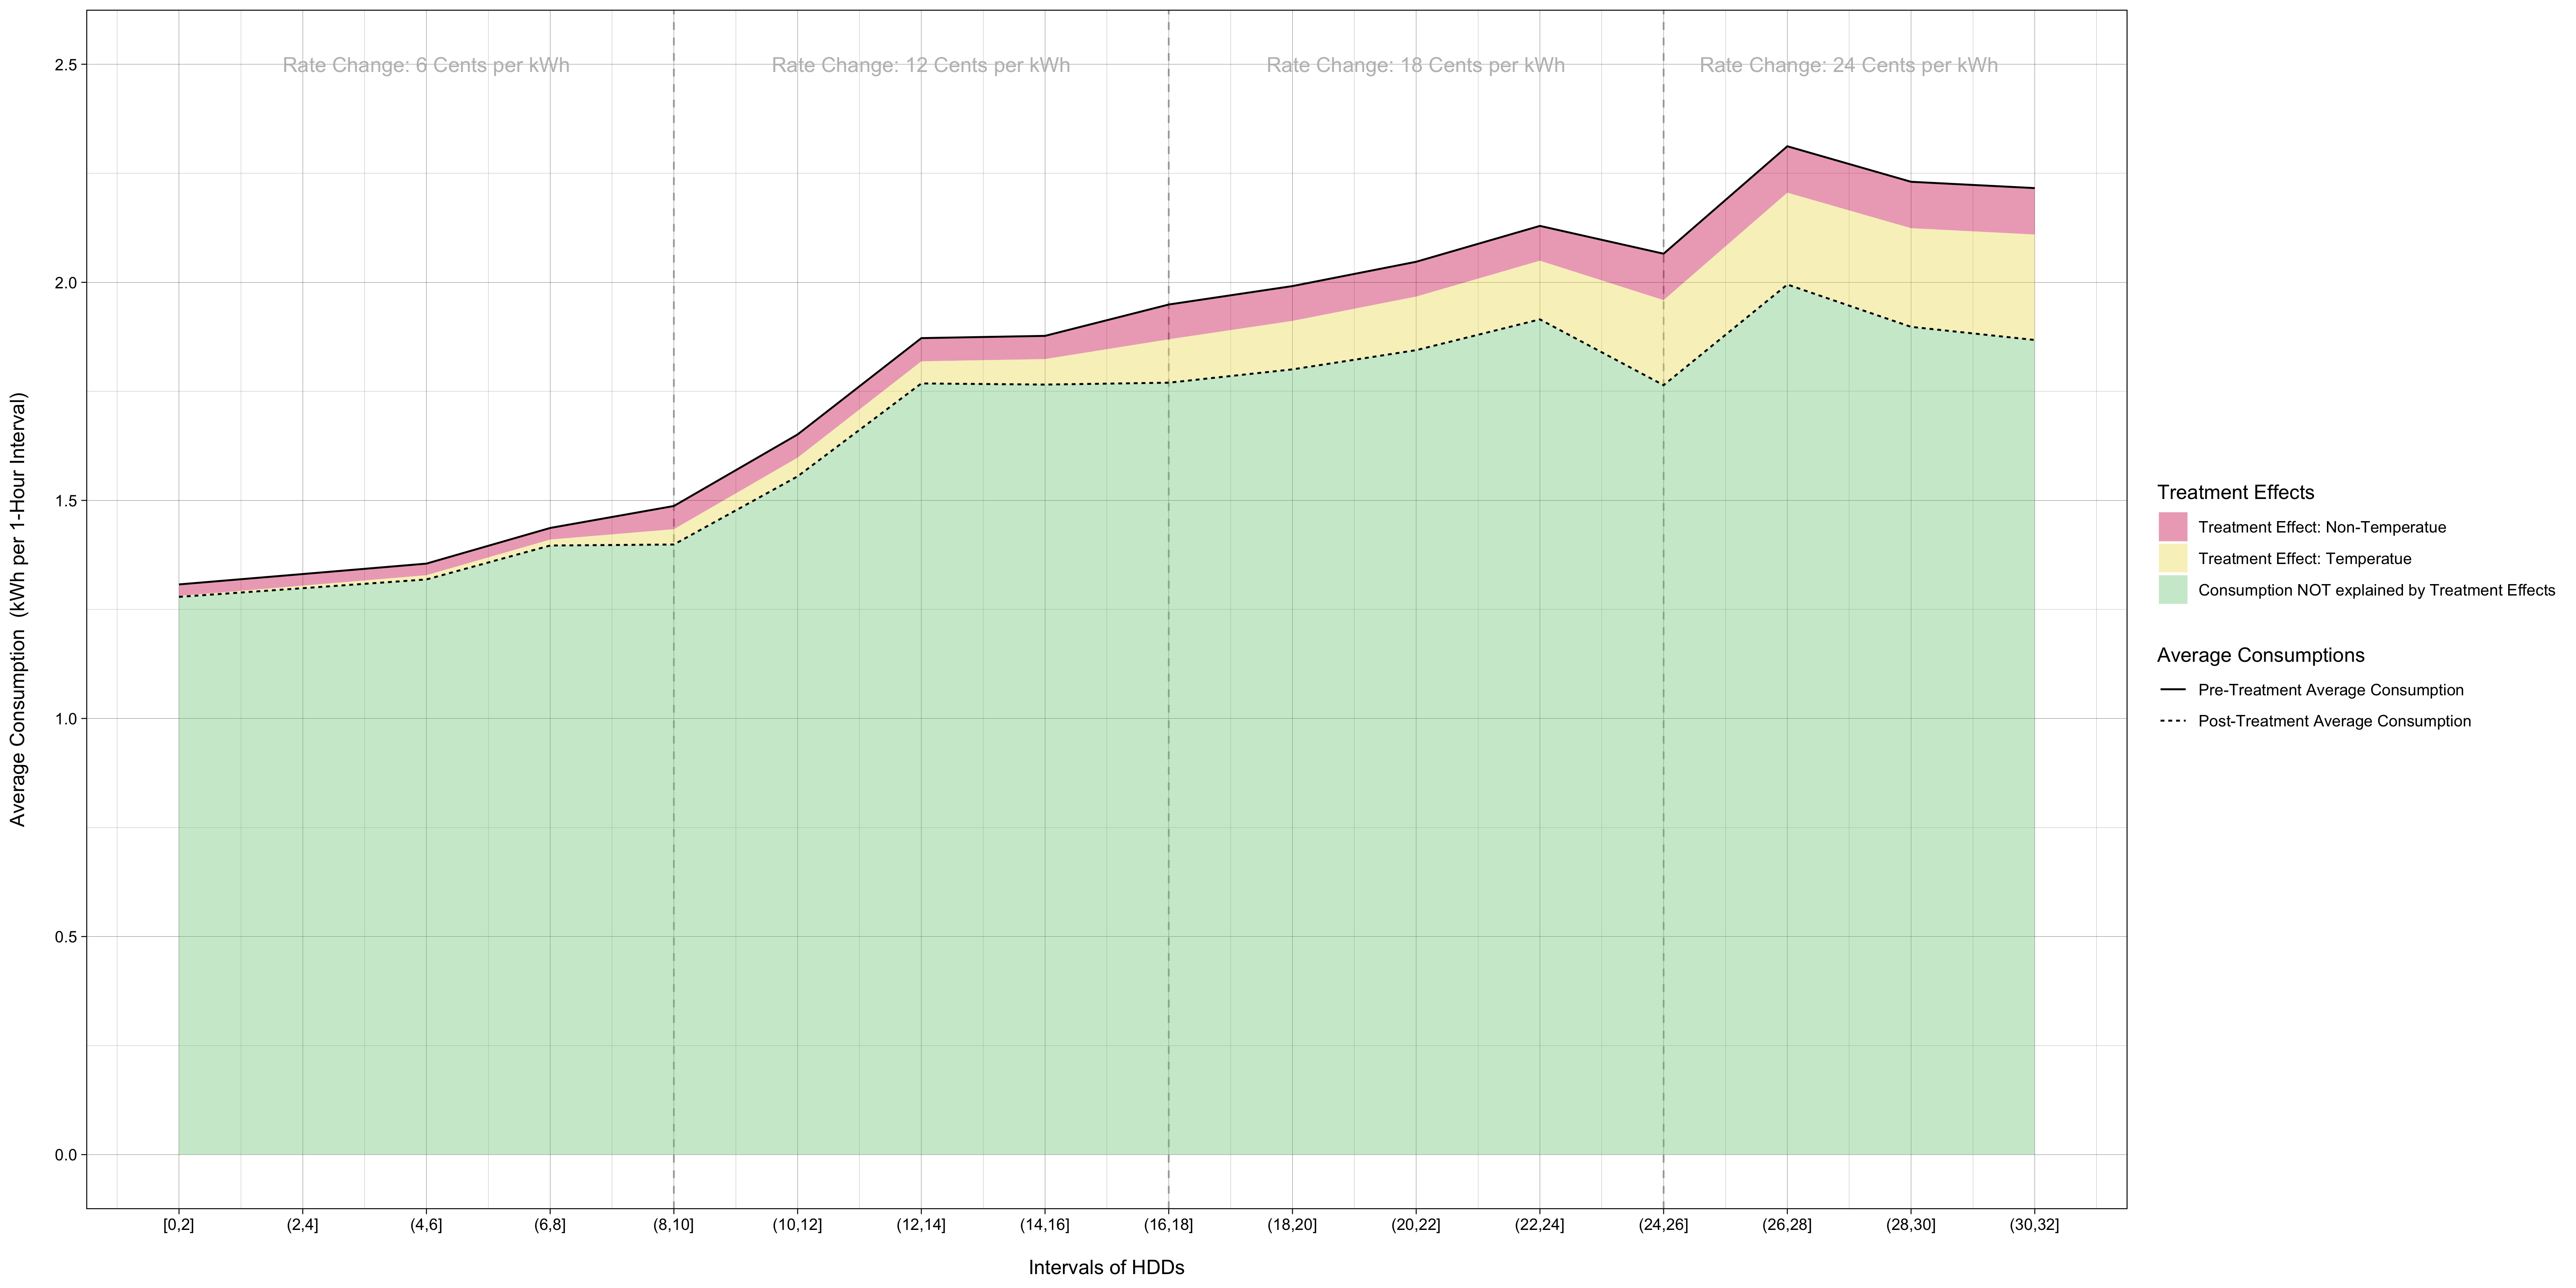 Rate Change: 6 Cents per kWh
Rate Change: 12 Cents per kWh
Rate Change: 18 Cents per kWh
Rate Change: 24 Cents per kWh
2.5
2.0
1.5
1.0
0.5
0.0
Average Consumption (kWh per 1-Hour Interval)
[0,2]
(2,4]
(4,6]
(6,8]
(8,10]
(10,12]
(12,14]
(14,16]
(16,18]
(18,20]
(20,22]
(22,24]
(24,26]
(26,28]
(28,30]
(30,32]
Intervals of HDDs
Treatment Effects
Treatment Effect: Non-Temperatue
Treatment Effect: Temperatue
Consumption NOT explained by Treatment Effects
Average Consumptions
Pre-Treatment Average Consumption
Post-Treatment Average Consumption